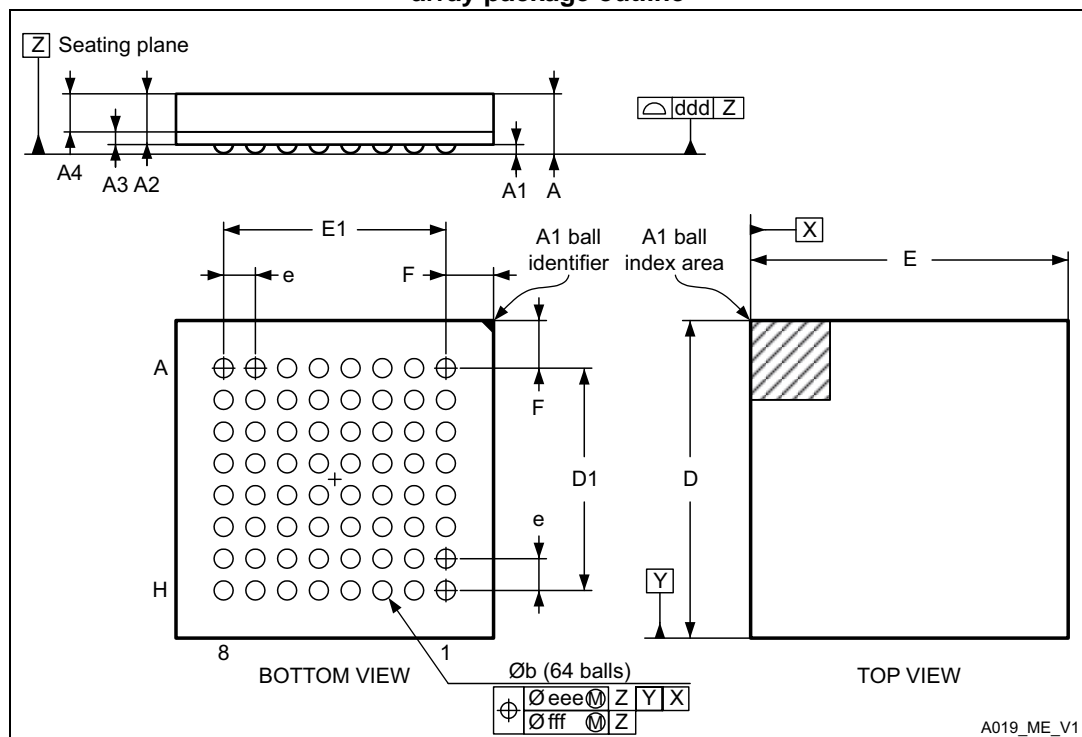 array package outline
Z Seating plane
ddd Z
A4
A3 A2
A1
A
E1
A1 ball
identifier
A1 ball
index area
X
e
F
E
A
F
D1
D
e
H
Y
8
1
BOTTOM VIEW
Øb (64 balls)
TOP VIEW
Ø eee M Z Y X
Ø fff M Z
A019_ME_V1